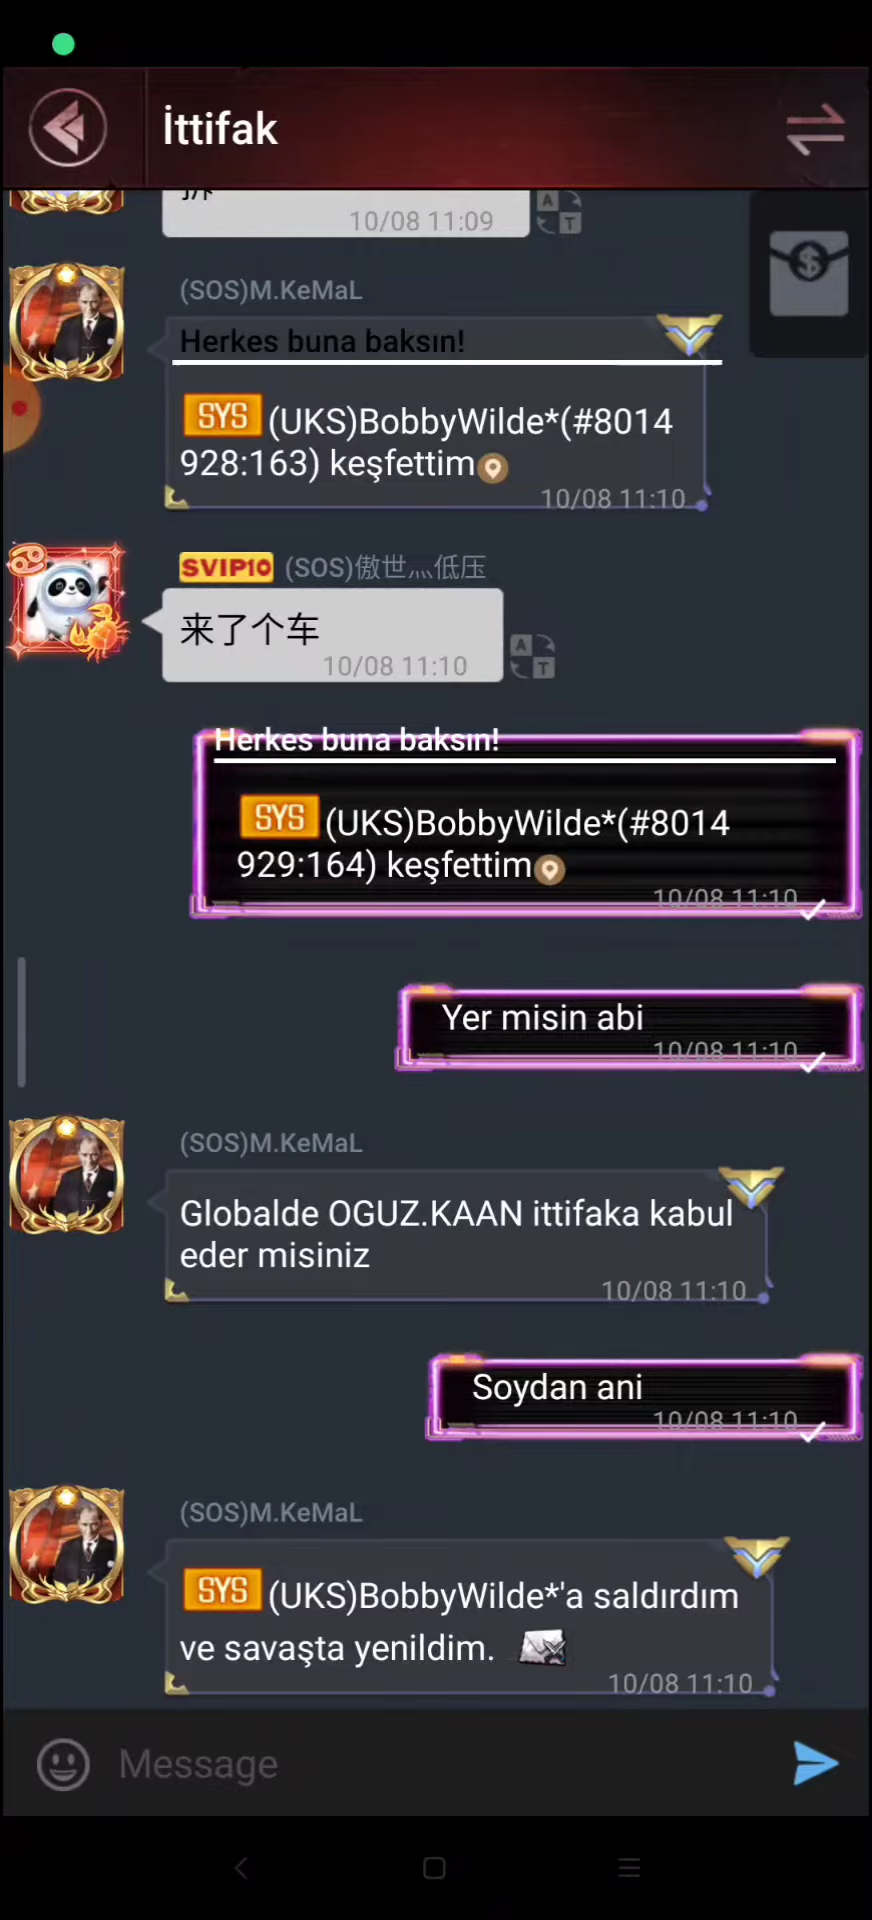 İttifak
10/08 11:09
(SOS)M.KeMaL
Herkes buna baksın!
SYS (UKS)BobbyWilde*(#8014
928:163) keşfettim
10/08 11:10
SVIP10 (SOS)傲世灬低压
来了个车
10/08 11:10
Herkes buna baksın!
SYS (UKS)BobbyWilde*(#8014
929:164) keşfettim
10/08 11:10
Yer misin abi
10/08 11:10
(SOS)M.KeMaL
Globalde OGUZ.KAAN ittifaka kabul
eder misiniz
10/08 11:10
Soydan ani
10/08 11:10
(SOS)M.KeMaL
SYS (UKS)BobbyWilde*'a saldırdım
ve savaşta yenildim.
10/08 11:10
Message